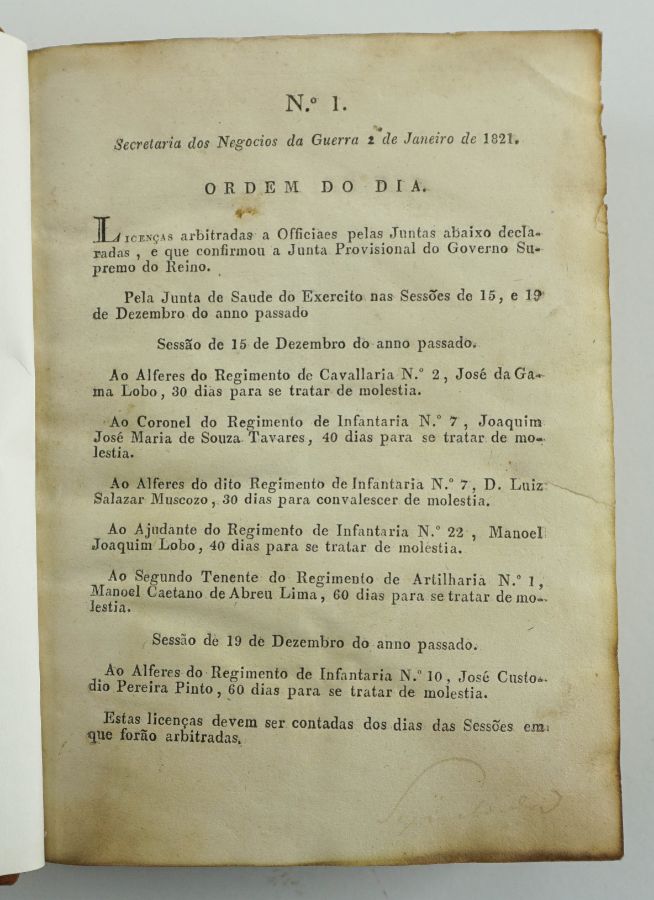 N.º 1.
Secretaria dos Negocios da Guerra 2 de Janeiro de 1821.
ORDEM DO DIA.
LICENÇAS arbitradas a Officiaes pelas Juntas abaixo decla-
radas , e que confirmou a Junta Provisional do Governo Su-
premo do Reino.
Pela Junta de Saude do Exercito nas Sessões de 15, e 19
de Dezembro do anno passado
Sessão de 15 de Dezembro do anno passado.
Ao Alferes do Regimento de Cavallaria N.º 2 , José da Ga-
ma Lobo , 30 dias para se tratar de molestia.
Ao Coronel do Regimento de Infantaria N.º 7 , Joaquim
José Maria de Souza Tavares , 40 dias para se tratar de mo-
lestia.
Ao Alferes do dito Regimento de Infantaria N.º 7, D. Luiz
Salazar Muscozo , 30 dias para convalescer de molestia.
Ao Ajudante do Regimento de Infantaria N.º 22 , Manoel
Joaquim Lobo, 40 dias para se tratar de molestia.
Ao Segundo Tenente do Regimento de Artilharia N.º 1,
Manoel Caetano de Abreu Lima , 60 dias para se tratar de mo-
lestia.
Sessão de 19 de Dezembro do anno passado.
Ao Alferes do Regimento de Infantaria N.º 10, José Custo-
dio Pereira Pinto , 60 dias para se tratar de molestia.
Estas licenças devem ser contadas dos dias das Sessões em
que forão arbitradas.